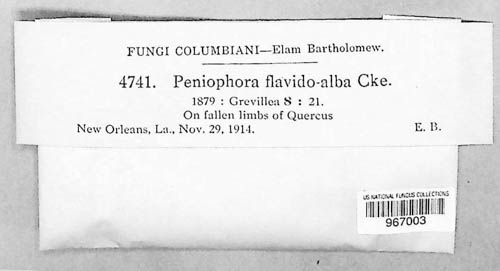 FUNGI COLUMBIANI—Elam Bartholomew.
4741. Peniophora flavido-alba Cke.
1879 : Grevillea 8 : 21.
On fallen limbs of Quercus
New Orleans, La., Nov. 29, 1914. E. B.
US NATIONAL FUNGUS COLLECTIONS
967003